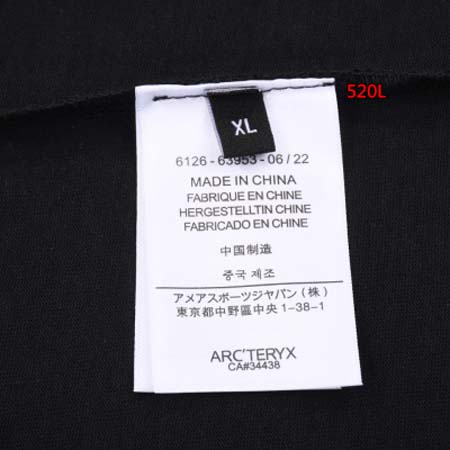 520L
XL
6126-63953-06/22
MADE IN CHINA
FABRIQUE EN CHINE
HERGESTELLTIN CHINE
FABRICADO EN CHINE
中国制造
중국 제조
アメアスポーツジャパン(株)
東京都中野區中央 1-38-1
ARC'TERYX
CA#34438